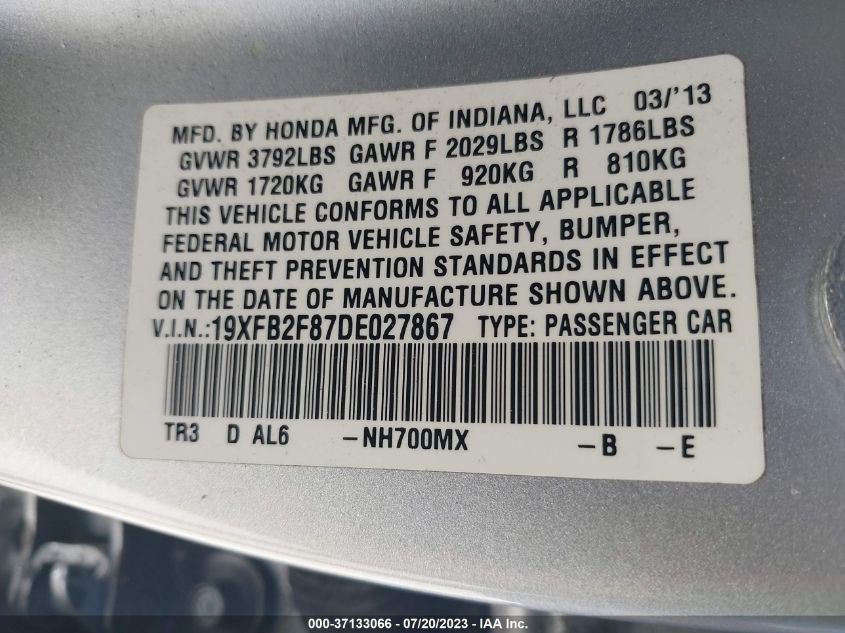 MFD. BY HONDA MFG. OF INDIANA, LLC 03/'13
GVWR 3792LBS GAWR F 2029LBS R 1786LBS
GVWR 1720KG GAWR F 920KG R 810KG
THIS VEHICLE CONFORMS TO ALL APPLICABLE
FEDERAL MOTOR VEHICLE SAFETY, BUMPER,
AND THEFT PREVENTION STANDARDS IN EFFECT
ON THE DATE OF MANUFACTURE SHOWN ABOVE.
V.I.N.:19XFB2F87DE027867 TYPE: PASSENGER CAR
TR3 D AL6 -NH700MX -B -E
000-37133066 / 07/20/2023 - IAA Inc.